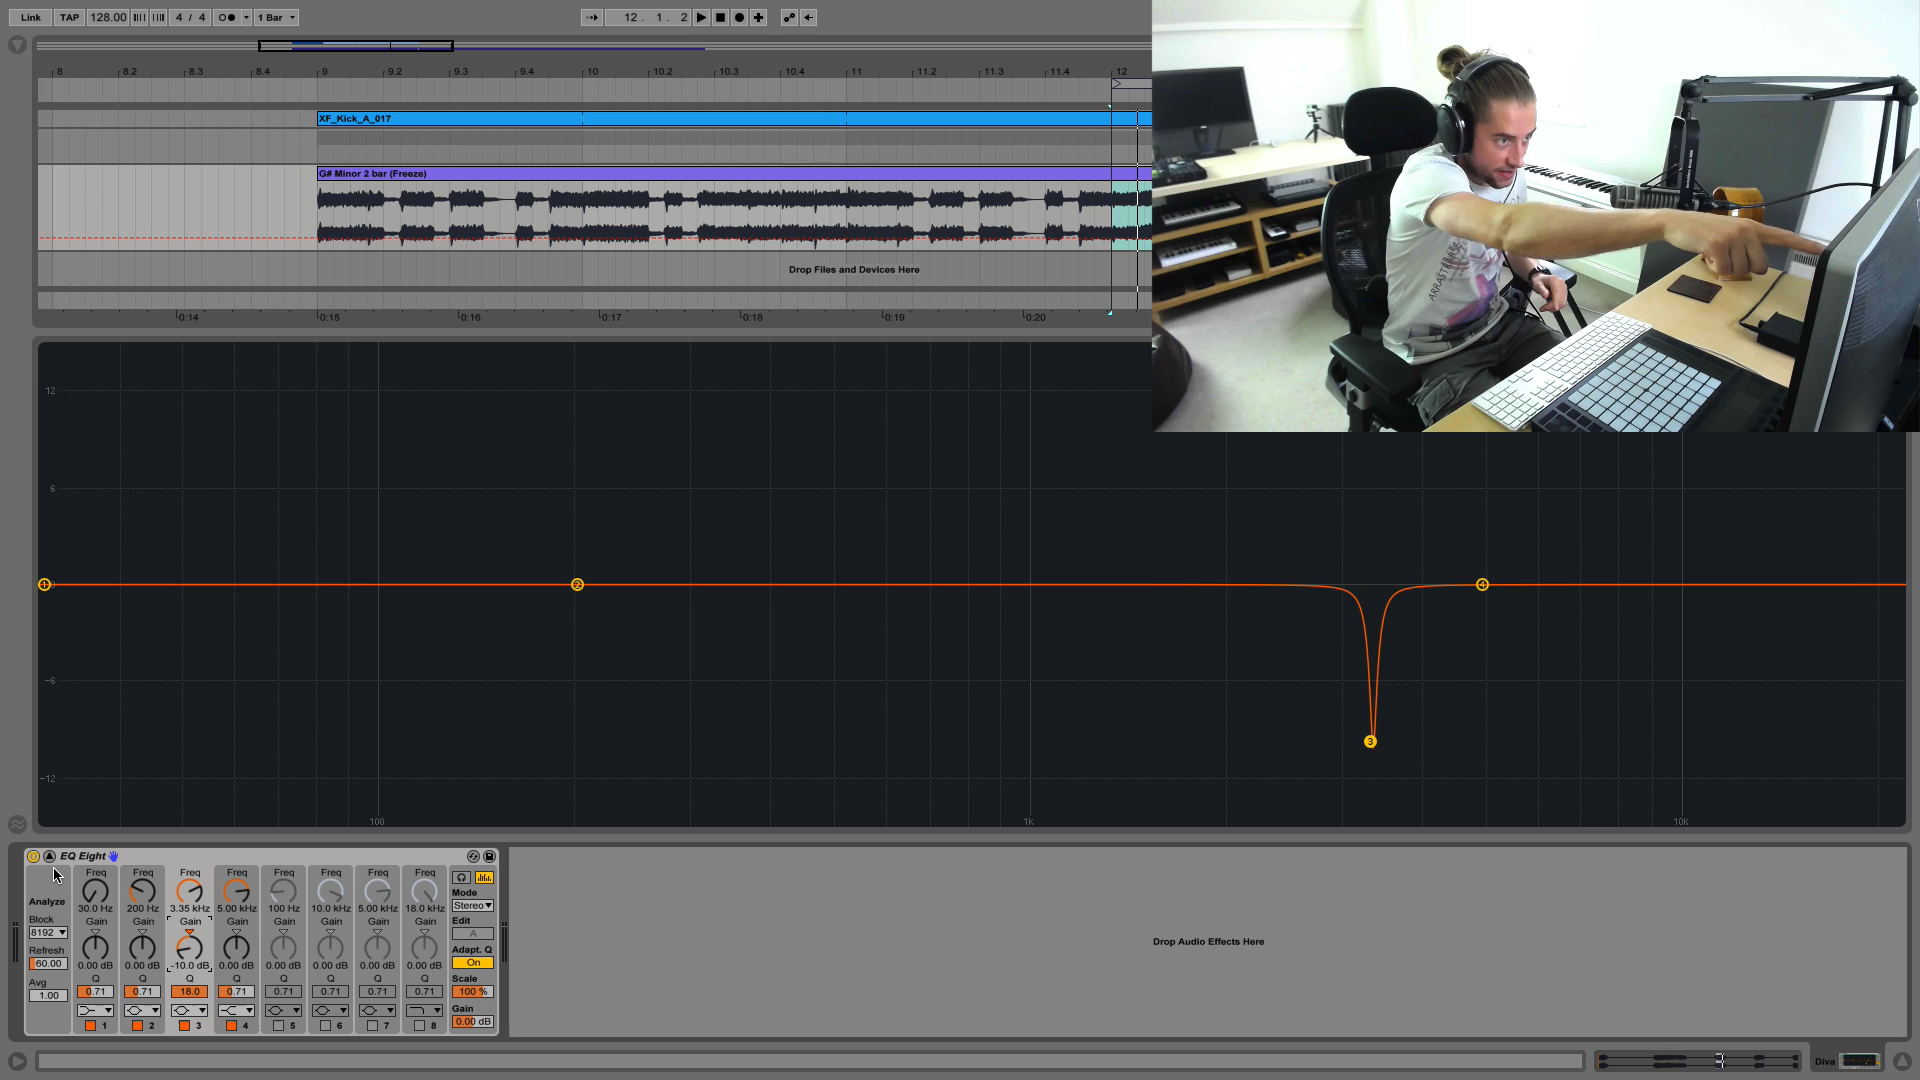 Link TAP 128.00 4 / 4 1 Bar 12. 1. 2
8 8.2 8.3 8.4 9 9.2 9.3 9.4 10 10.2 10.3 10.4 11 11.2 11.3 11.4 12
XF_Kick_A_017
G# Minor 2 bar (Freeze)
Drop Files and Devices Here
0:14 0:15 0:16 0:17 0:18 0:19 0:20
12
6
1 2 4
-6
3
-12
100 1k 10k
EQ Eight
Freq Freq Freq Freq Freq Freq Freq Freq
30.0 Hz 200 Hz 3.35 kHz 5.00 kHz 100 Hz 10.0 kHz 5.00 kHz 18.0 kHz
Gain Gain Gain Gain Gain Gain Gain Gain
0.00 dB 0.00 dB -10.0 dB 0.00 dB 0.00 dB 0.00 dB 0.00 dB 0.00 dB
Q Q Q Q Q Q Q Q
0.71 0.71 18.0 0.71 0.71 0.71 0.71 0.71
1 2 3 4 5 6 7 8
Analyze
Block
8192
Refresh
60.00
Avg
1.00
Mode
Stereo
Edit
A
Adapt. Q
On
Scale
100 %
Gain
0.00 dB
Drop Audio Effects Here
Diva